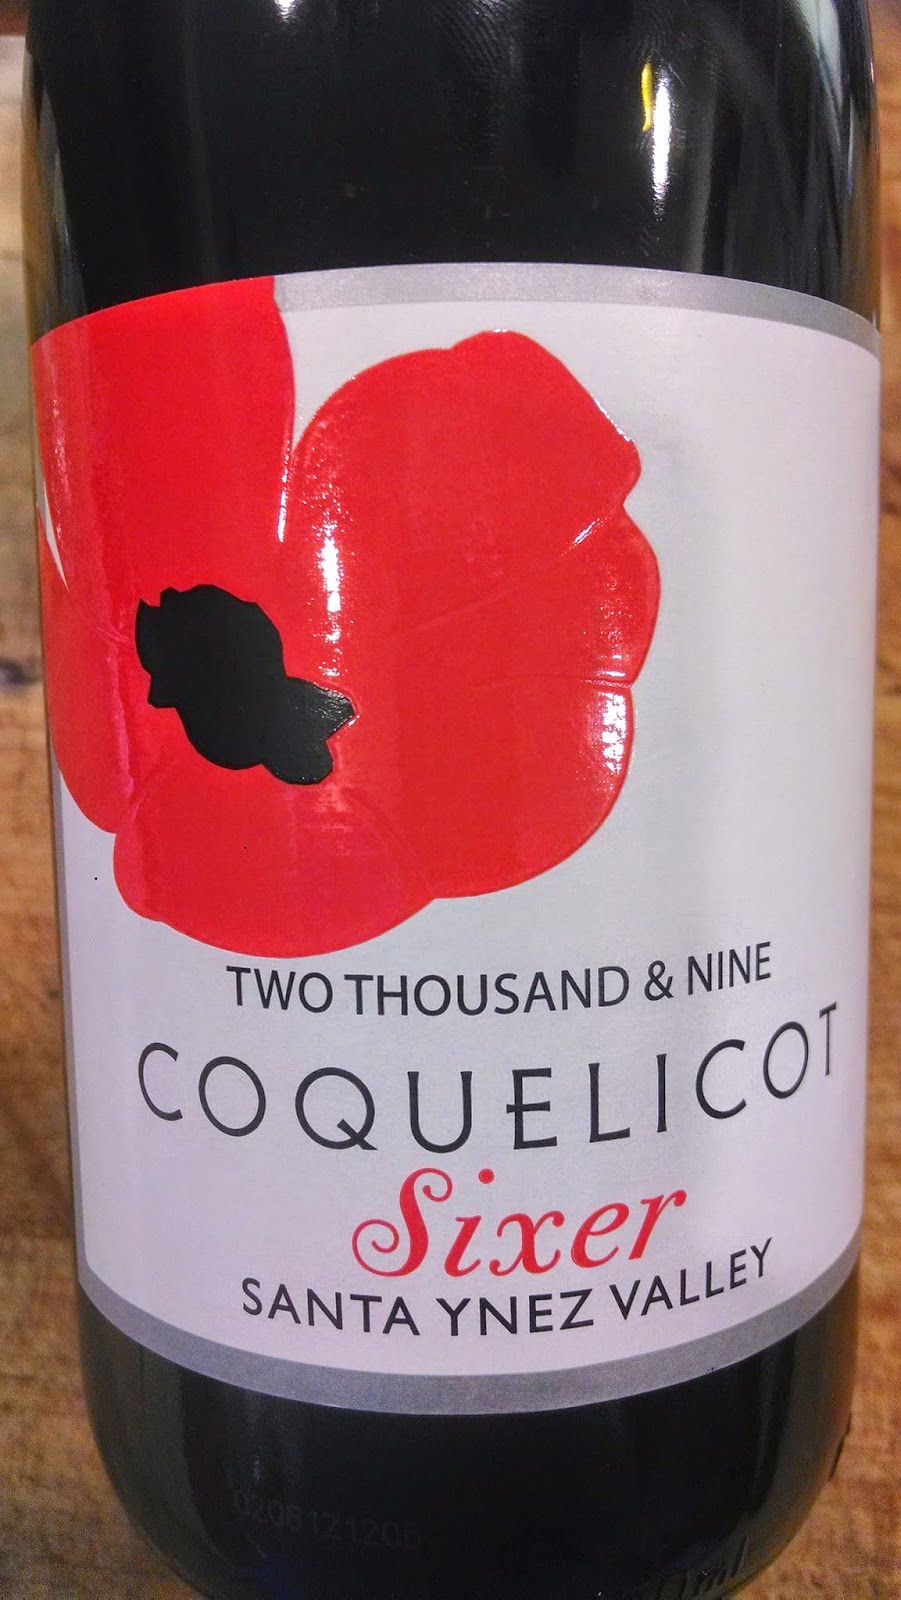 TWO THOUSAND & NINE
COQUELICOT
Sixer
SANTA YNEZ VALLEY